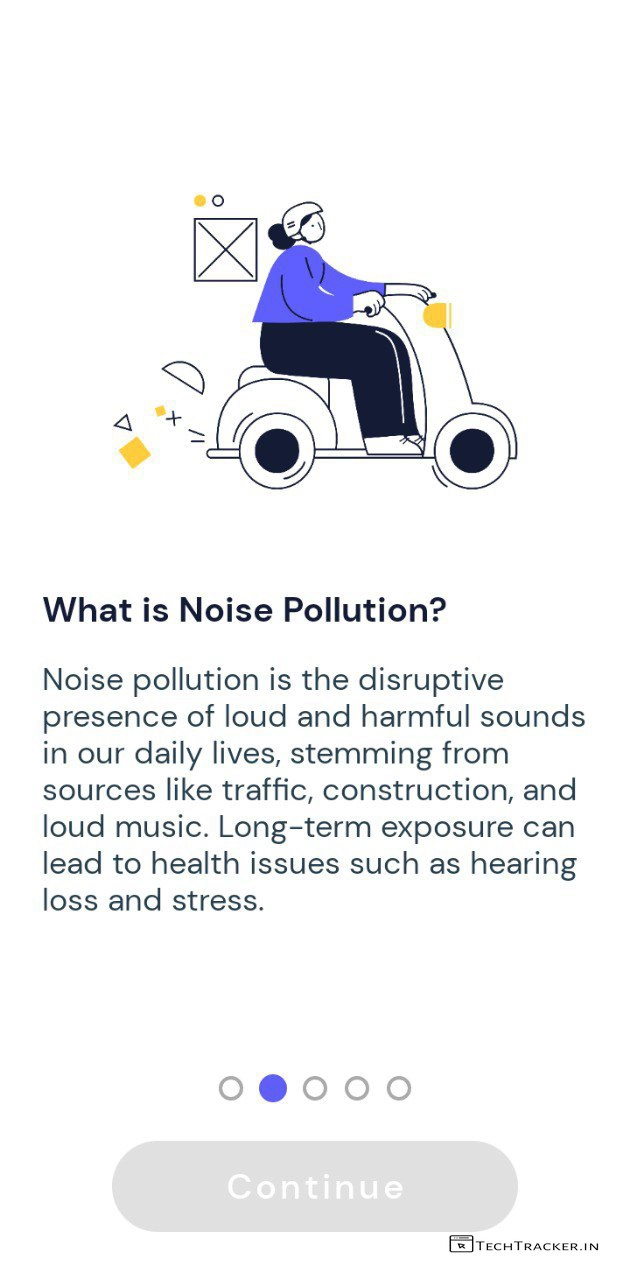 What is Noise Pollution?
Noise pollution is the disruptive
presence of loud and harmful sounds
in our daily lives, stemming from
sources like traffic, construction, and
loud music. Long-term exposure can
lead to health issues such as hearing
loss and stress.
Continue
TECHTRACKER.IN